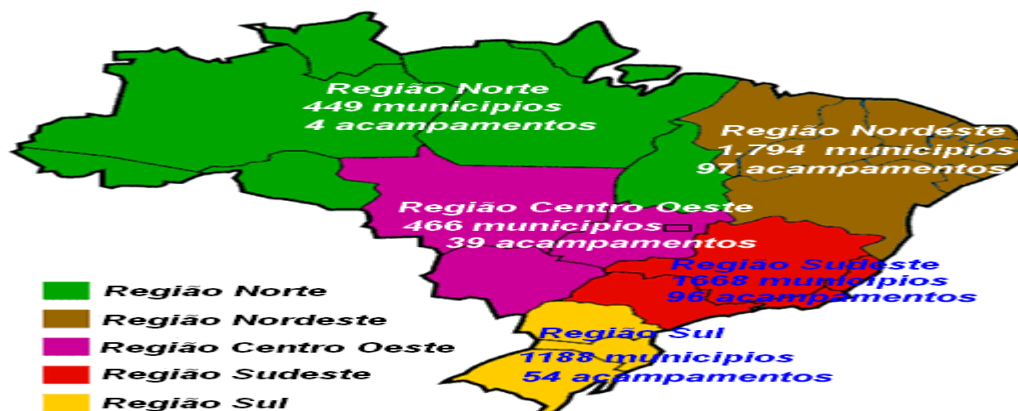 Região Norte
449 municipios
4 acampamentos
Região Nordeste
1.794 municipios
97 acampamentos
Região Centro Oeste
466 municipios
39 acampamentos
Região Sudeste
1668 municipios
96 acampamentos
Região Sul
1188 municipios
54 acampamentos
Região Norte
Região Nordeste
Região Centro Oeste
Região Sudeste
Região Sul